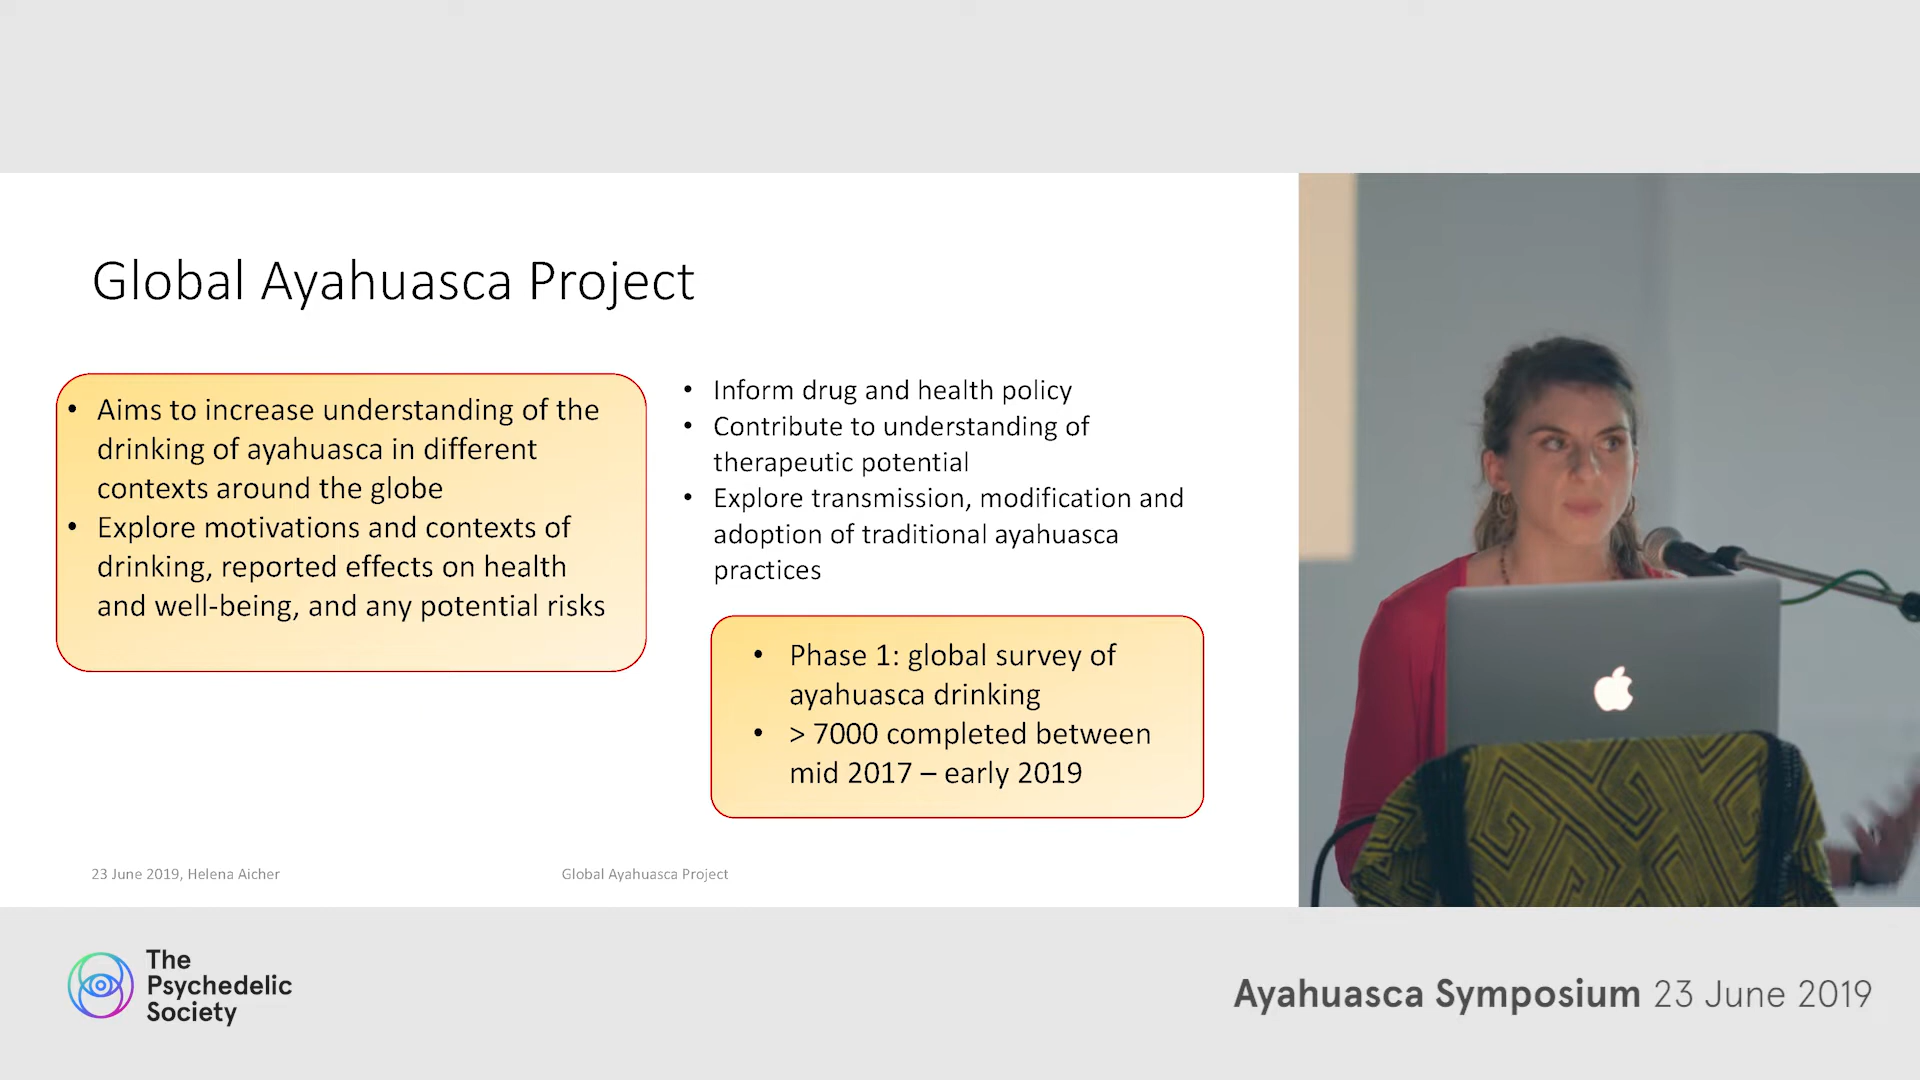 Global Ayahuasca Project
• Aims to increase understanding of the
drinking of ayahuasca in different
contexts around the globe
• Explore motivations and contexts of
drinking, reported effects on health
and well-being, and any potential risks
• Inform drug and health policy
• Contribute to understanding of
therapeutic potential
• Explore transmission, modification and
adoption of traditional ayahuasca
practices
• Phase 1: global survey of
ayahuasca drinking
• > 7000 completed between
mid 2017 – early 2019
23 June 2019, Helena Aicher
Global Ayahuasca Project
The
Psychedelic
Society
Ayahuasca Symposium 23 June 2019